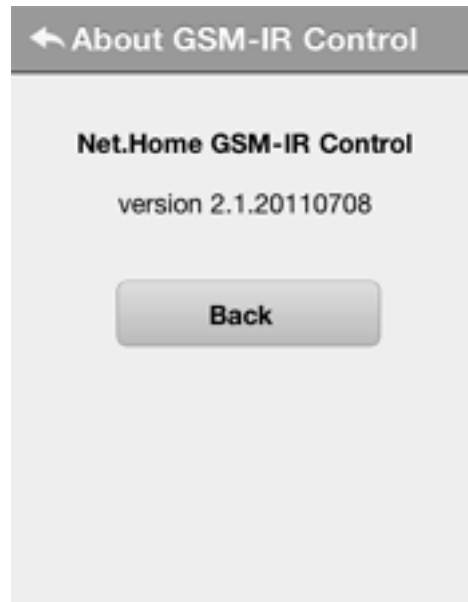 About GSM-IR Control
Net.Home GSM-IR Control
version 2.1.20110708
Back